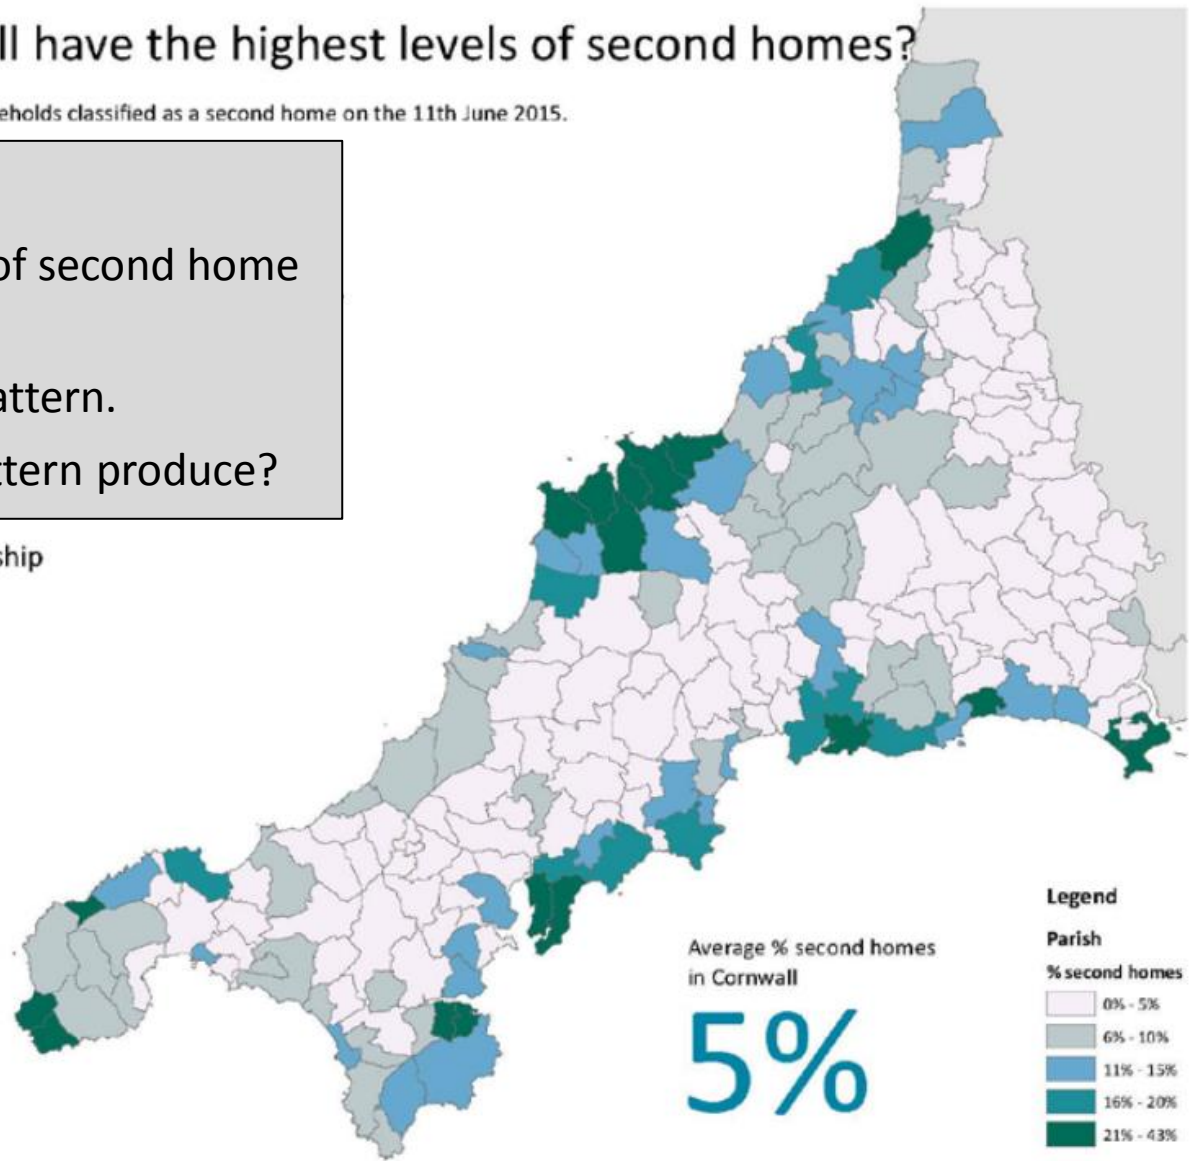 ll have the highest levels of second homes?
eholds classified as a second home on the 11th June 2015.
of second home
attern.
ttern produce?
ship
Average % second homes
in Cornwall
5%
Legend
Parish
% second homes
0% - 5%
6% - 10%
11% - 15%
16% - 20%
21% - 43%